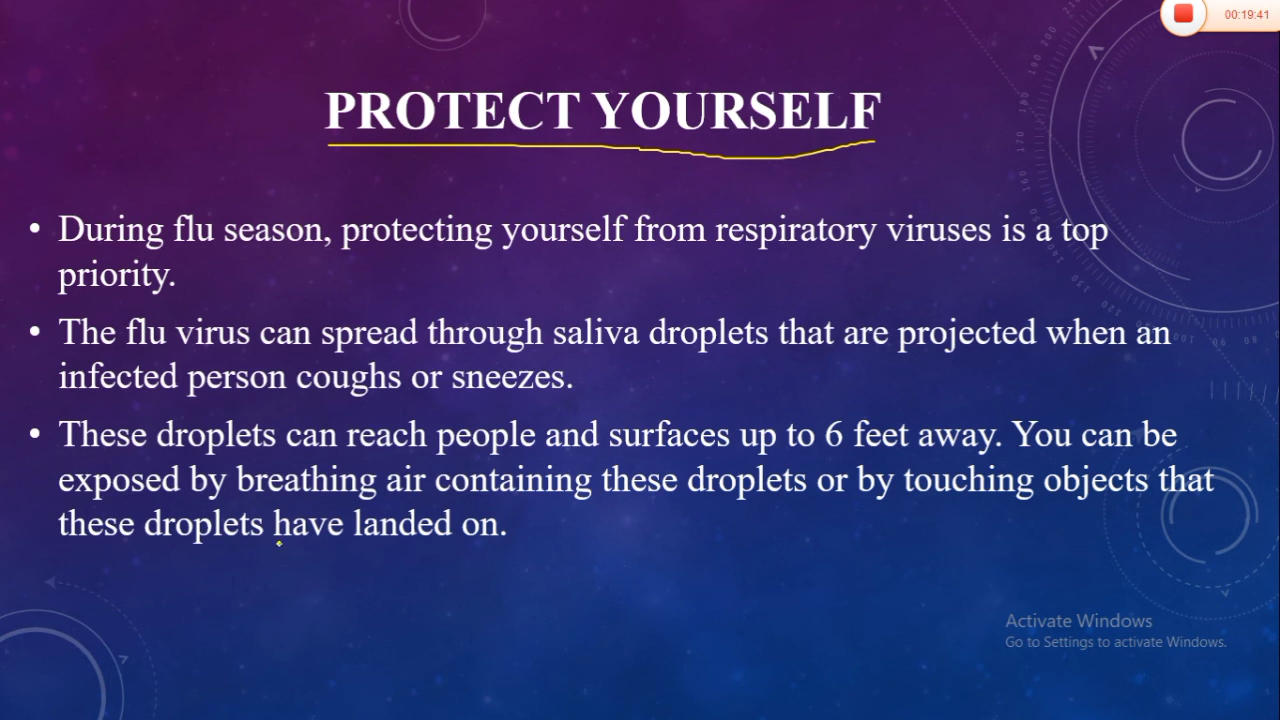 00:19:41
PROTECT YOURSELF
• During flu season, protecting yourself from respiratory viruses is a top
priority.
• The flu virus can spread through saliva droplets that are projected when an
infected person coughs or sneezes.
• These droplets can reach people and surfaces up to 6 feet away. You can be
exposed by breathing air containing these droplets or by touching objects that
these droplets have landed on.
Activate Windows
Go to Settings to activate Windows.